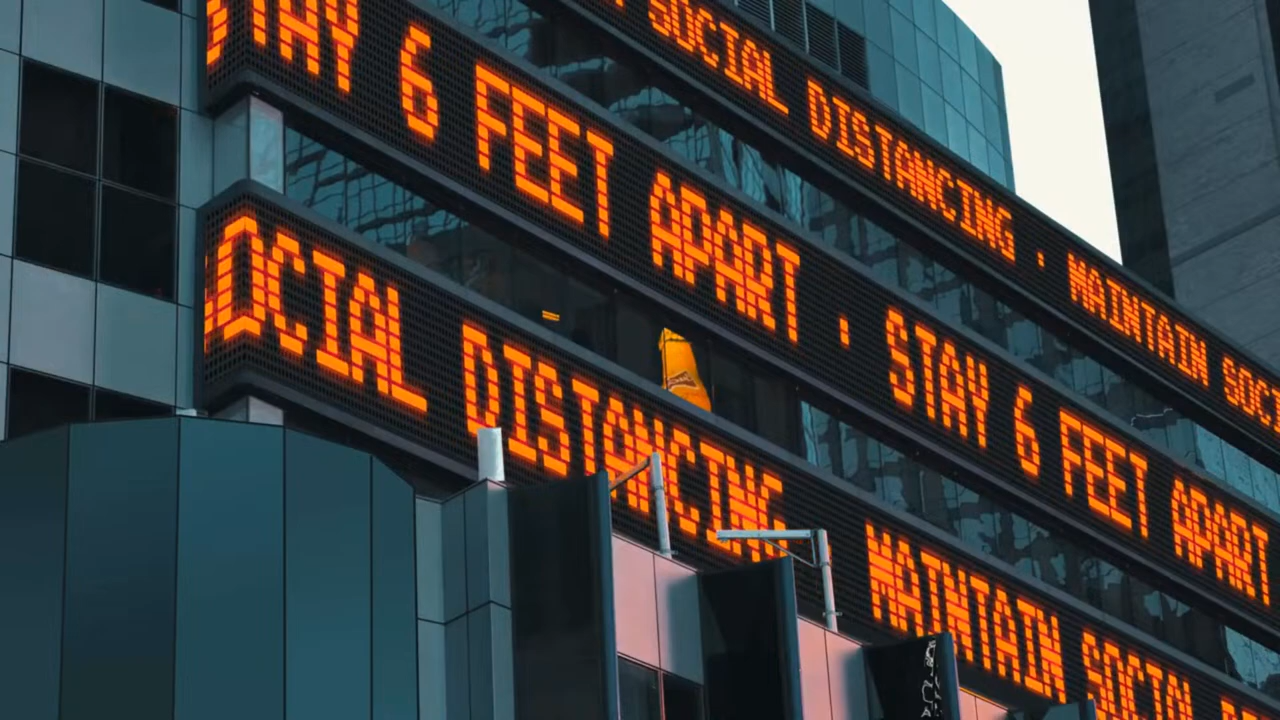 SOCIAL DISTANCING · MAINTAIN SOCI
STAY 6 FEET APART · STAY 6 FEET APART
OCIAL DISTANCING MAINTAIN SOCIAL